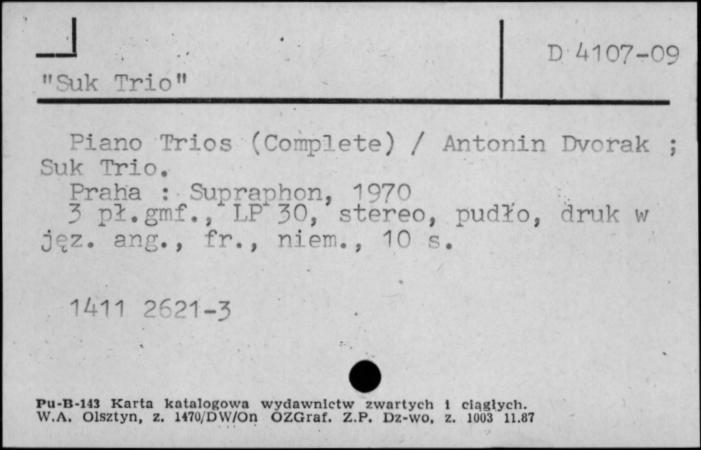 D 4107-09
"Suk Trio"
Piano Trios (Complete) / Antonin Dvorak ;
Suk Trio.
Praha : Supraphon, 1970
3 pł.gmf., LP 30, stereo, pudło, druk w
jęz. ang., fr., niem., 10 s.
1411 2621-3
Pu-B-143 Karta katalogowa wydawnictw zwartych i ciągłych.
W.A. Olsztyn, z. 1470/DW/On OZGraf. Z.P. Dz-wo, z. 1003 11.87